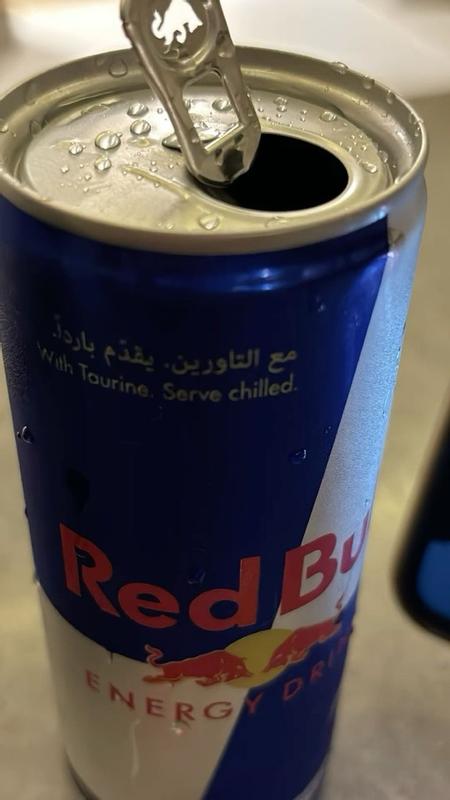 مع التاورين. يقدّم بارداً.
With Taurine. Serve chilled.
Red Bu
ENERGY DRI